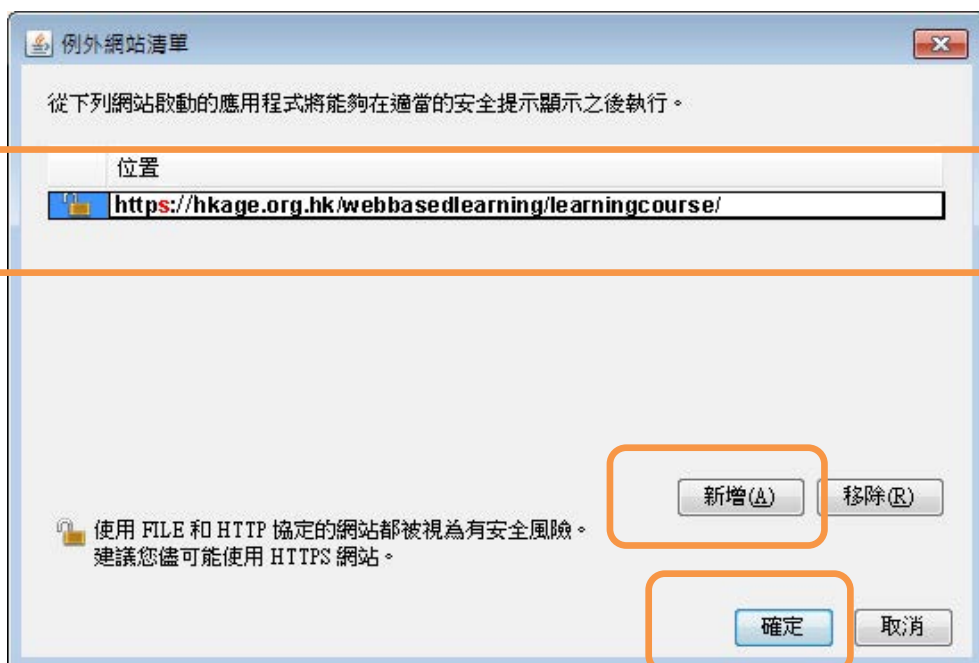 例外網站清單
從下列網站啟動的應用程式將能夠在適當的安全提示顯示之後執行。
位置
https://hkage.org.hk/webbasedlearning/learningcourse/
新增(A) 移除(R)
使用 FILE 和 HTTP 協定的網站都被視為有安全風險。
建議您儘可能使用 HTTPS 網站。
確定 取消